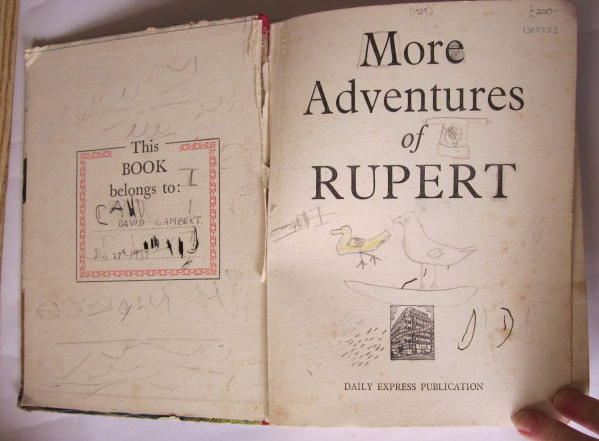 This
BOOK
belongs to:
DAVID LAMBERT.
More
Adventures
of
RUPERT
DAILY EXPRESS PUBLICATION